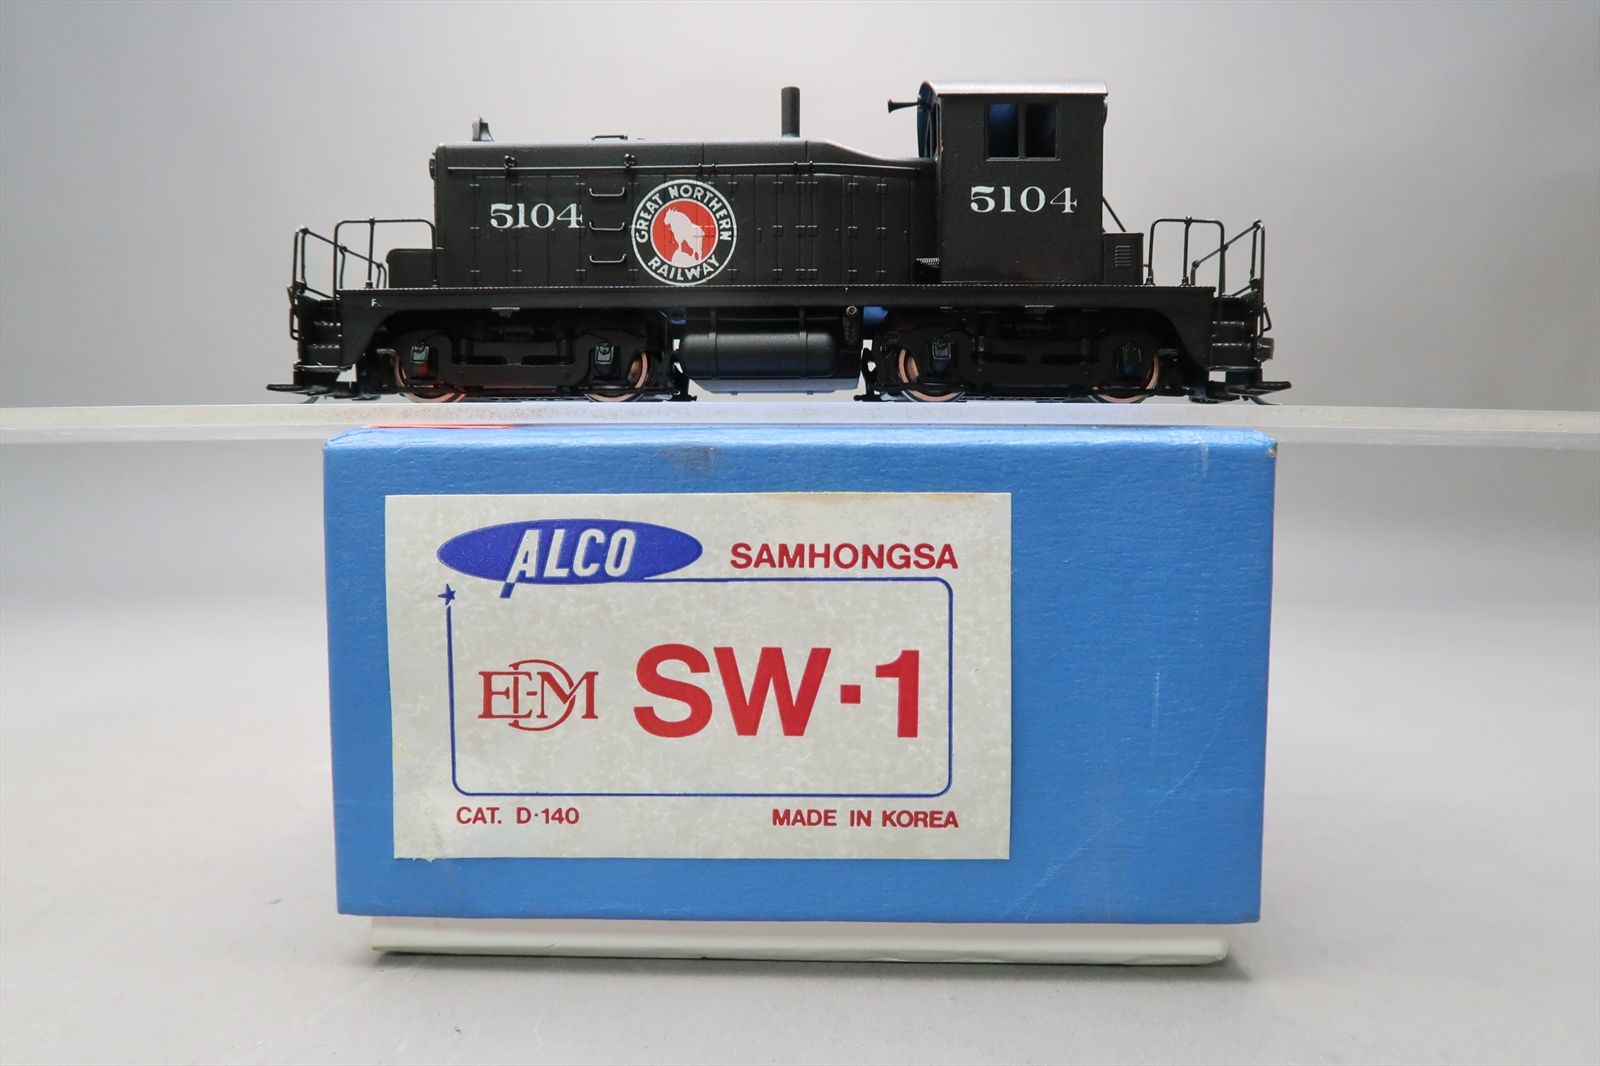 5104
GREAT NORTHERN
RAILWAY
5104
F
ALCO
SAMHONGSA
EMD SW·1
CAT. D·140
MADE IN KOREA